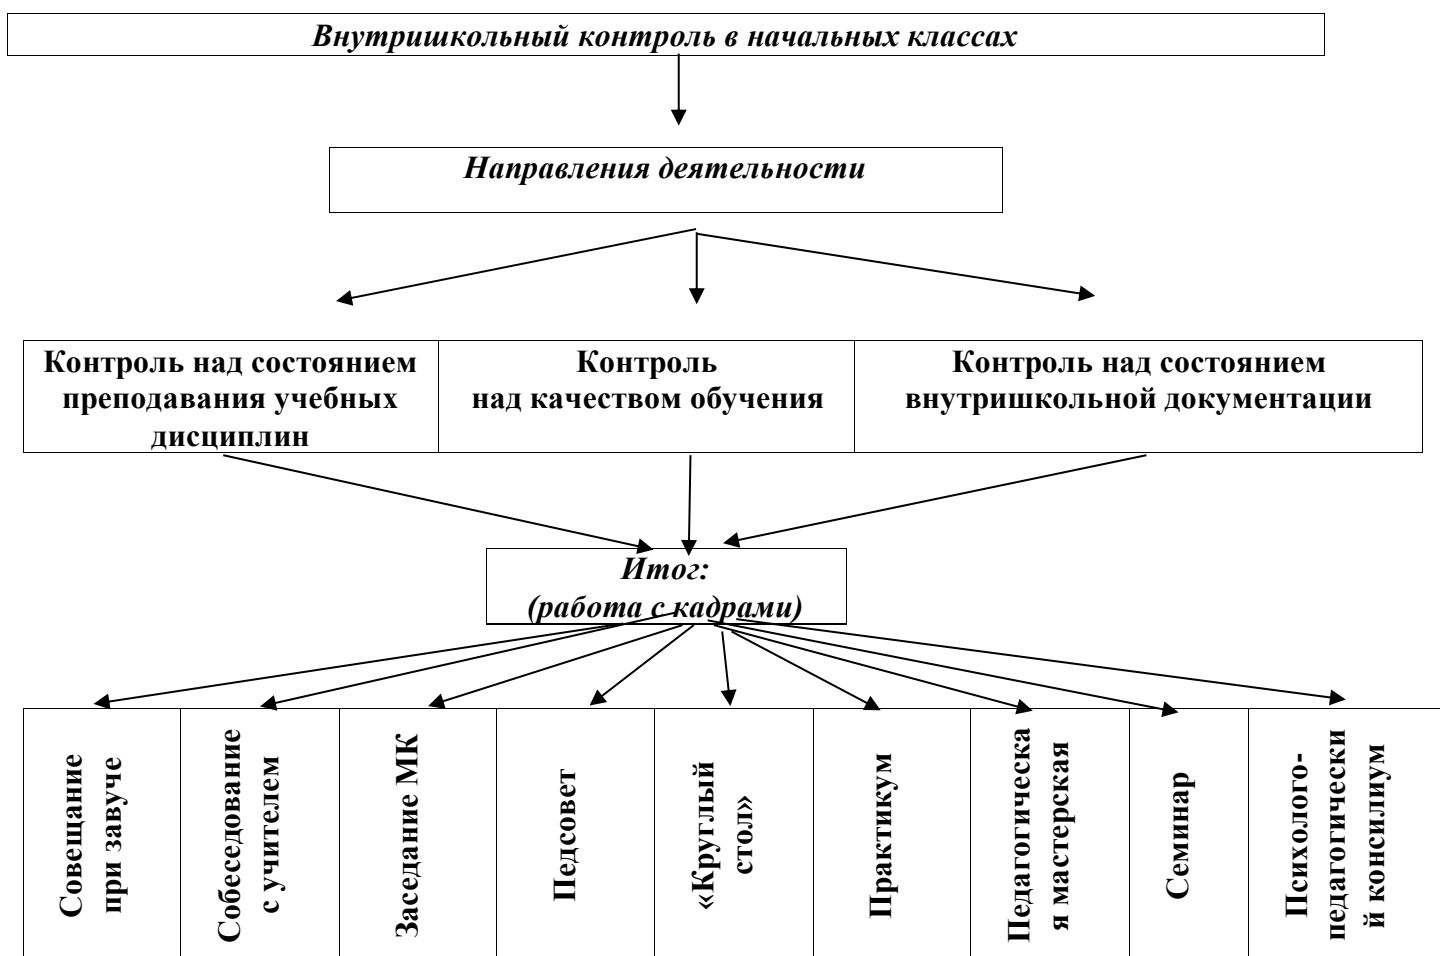 Внутришкольный контроль в начальных классах
Направления деятельности
Контроль над состоянием
преподавания учебных
дисциплин
Контроль
над качеством обучения
Контроль над состоянием
внутришкольной документации
Итог:
(работа с кадрами)
Совещание
при завуче
Собеседование
с учителем
Заседание МК
Педсовет
«Круглый
стол»
Практикум
Педагогическа
я мастерская
Семинар
Психолого-
педагогически
й консилиум